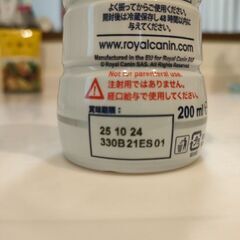 よく振ってからご使用ください。
開封後は冷蔵保存し48時間以内に
与えてください。
www.royalcanin.com
Manufactured in the EU for Royal Canin SAS
© Royal Canin SAS. All Rights Reserved.
Not for parenteral use.
注射用ではありません。
経口給与で使用してください。
賞味期限:
25 10 24
330B21ES01
200 ml